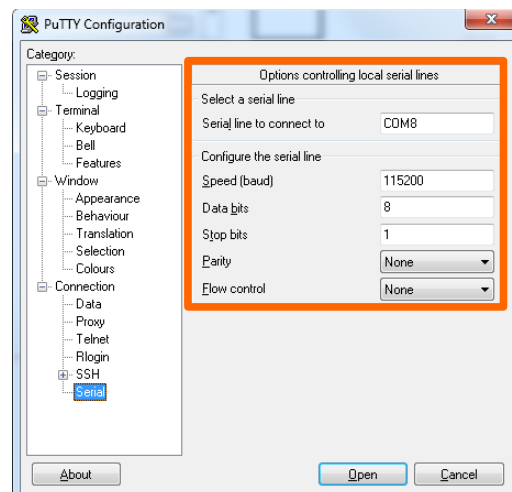 PuTTY Configuration
Category:
Session
Logging
Terminal
Keyboard
Bell
Features
Window
Appearance
Behaviour
Translation
Selection
Colours
Connection
Data
Proxy
Telnet
Rlogin
SSH
Serial
Options controlling local serial lines
Select a serial line
Serial line to connect to COM8
Configure the serial line
Speed (baud) 115200
Data bits 8
Stop bits 1
Parity None
Flow control None
About
Open
Cancel